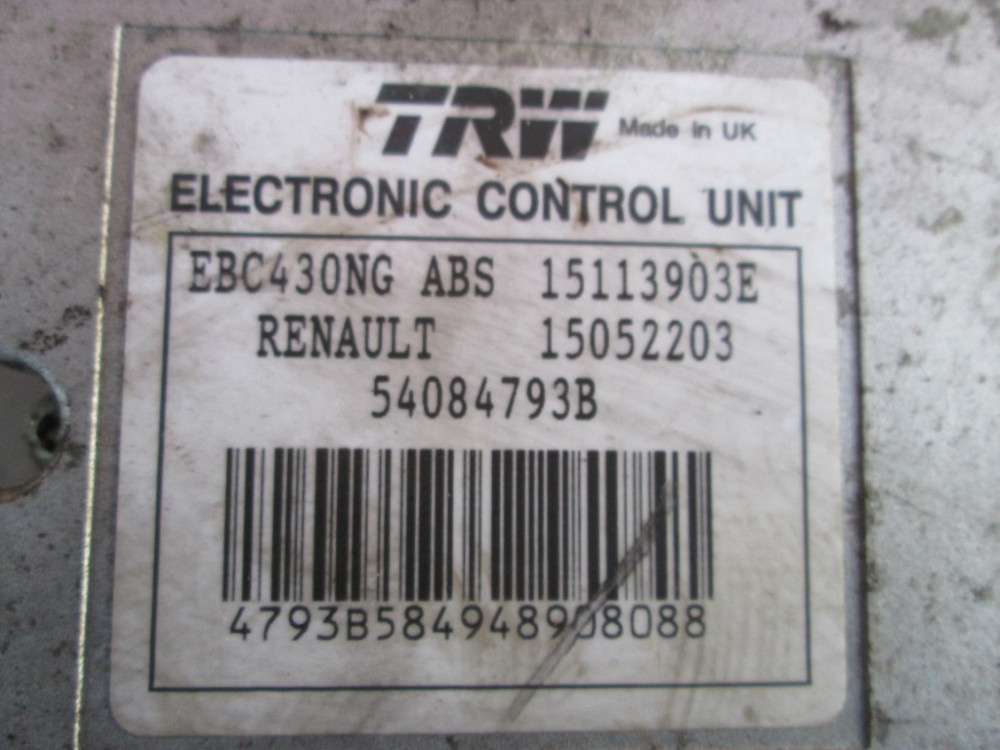 TRW Made in UK
ELECTRONIC CONTROL UNIT
EBC430NG ABS 15113903E
RENAULT 15052203
54084793B
4793B584948908088